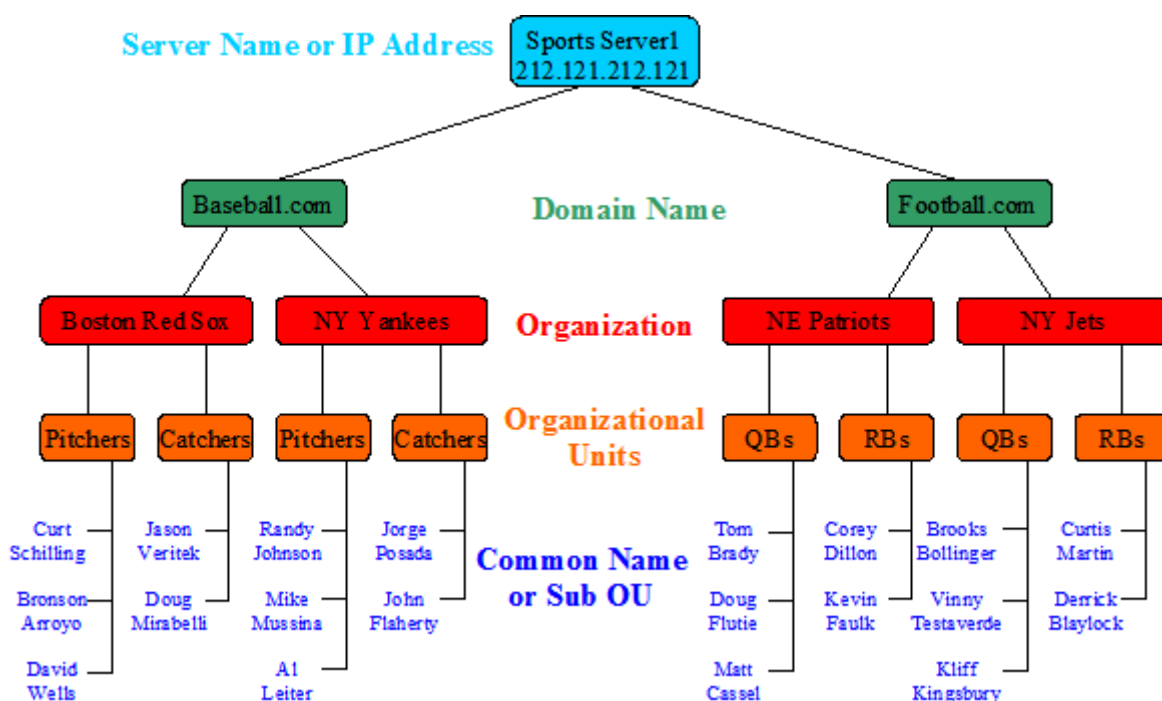 Server Name or IP Address
Sports Server1
212.121.212.121
Baseball.com
Domain Name
Football.com
Boston Red Sox
NY Yankees
Organization
NE Patriots
NY Jets
Pitchers
Catchers
Pitchers
Catchers
Organizational
Units
QBs
RBs
QBs
RBs
Curt
Schilling
Jason
Veritek
Randy
Johnson
Jorge
Posada
Common Name
or Sub OU
Tom
Brady
Corey
Dillon
Brooks
Bollinger
Curtis
Martin
Bronson
Arroyo
Doug
Mirabelli
Mike
Mussina
John
Flaherty
Doug
Flutie
Kevin
Faulk
Vinny
Testaverde
Derrick
Blaylock
David
Wells
Al
Leiter
Matt
Cassel
Kliff
Kingsbury